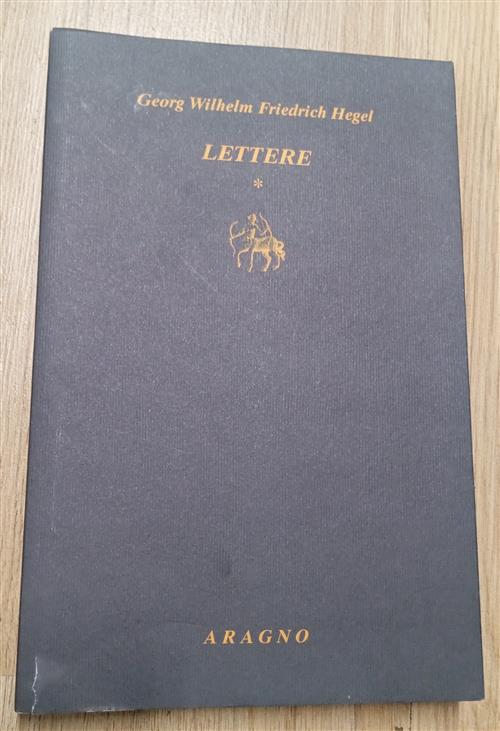 Georg Wilhelm Friedrich Hegel
LETTERE
*
ARAGNO